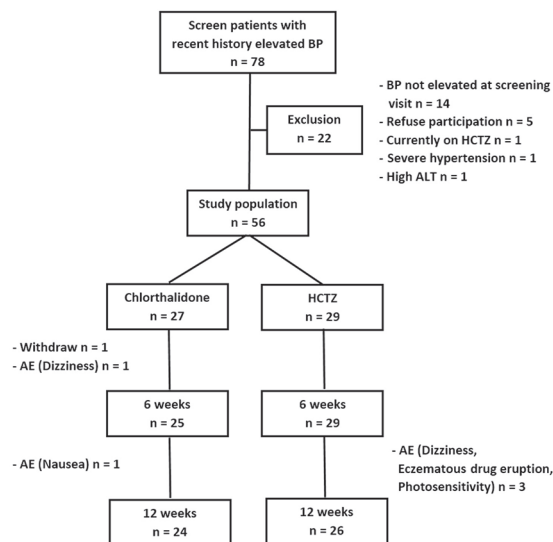 Screen patients with
recent history elevated BP
n = 78
- BP not elevated at screening
visit n = 14
- Refuse participation n = 5
- Currently on HCTZ n = 1
- Severe hypertension n = 1
- High ALT n = 1
Exclusion
n = 22
Study population
n = 56
Chlorthalidone
n = 27
HCTZ
n = 29
- Withdraw n = 1
- AE (Dizziness) n = 1
6 weeks
n = 25
6 weeks
n = 29
- AE (Nausea) n = 1
- AE (Dizziness,
Eczematous drug eruption,
Photosensitivity) n = 3
12 weeks
n = 24
12 weeks
n = 26